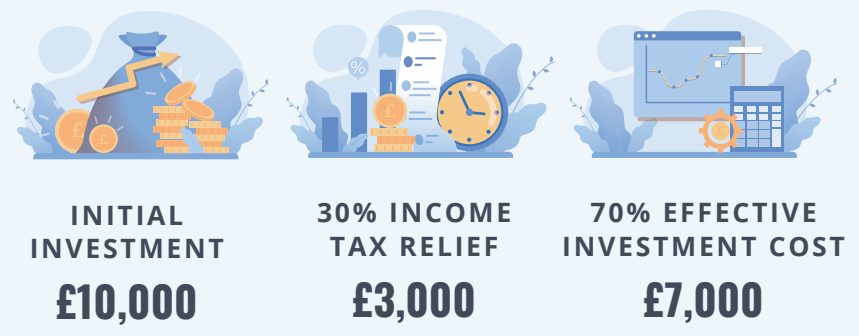 INITIAL
INVESTMENT
£10,000
%
£
£
£
30% INCOME
TAX RELIEF
£3,000
£
70% EFFECTIVE
INVESTMENT COST
£7,000